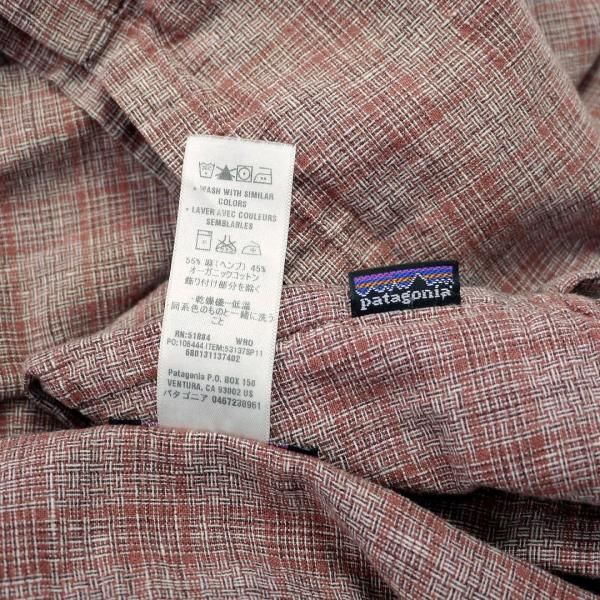 • WASH WITH SIMILAR
COLORS
• LAVER AVEC COULEURS
SEMBLABLES
55% 麻(ヘンプ) 45%
オーガニックコットン
飾り付け部分を除く
・乾燥機-低温
・同系色のものと一緒に洗う
こと
RN:51884 WRO
PO:106444 ITEM:53137SP11
680131137402
Patagonia P.O. BOX 150
VENTURA, CA 93002 US
パタゴニア 0467238961
patagonia